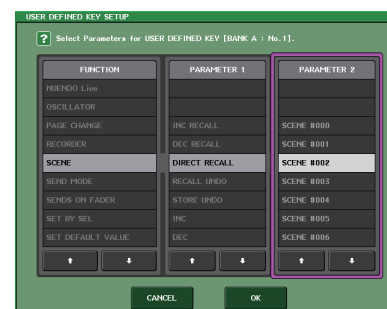 USER DEFINED KEY SETUP
? Select Parameters for USER DEFINED KEY [BANK A : No.1].
FUNCTION
NUENDO Live
OSCILLATOR
PAGE CHANGE
RECORDER
SCENE
SEND MODE
SENDS ON FADER
SET BY SEL
SET DEFAULT VALUE
PARAMETER 1
INC RECALL
DEC RECALL
DIRECT RECALL
RECALL UNDO
STORE UNDO
INC
DEC
PARAMETER 2
SCENE #000
SCENE #001
SCENE #002
SCENE #003
SCENE #004
SCENE #005
SCENE #006
CANCEL
OK